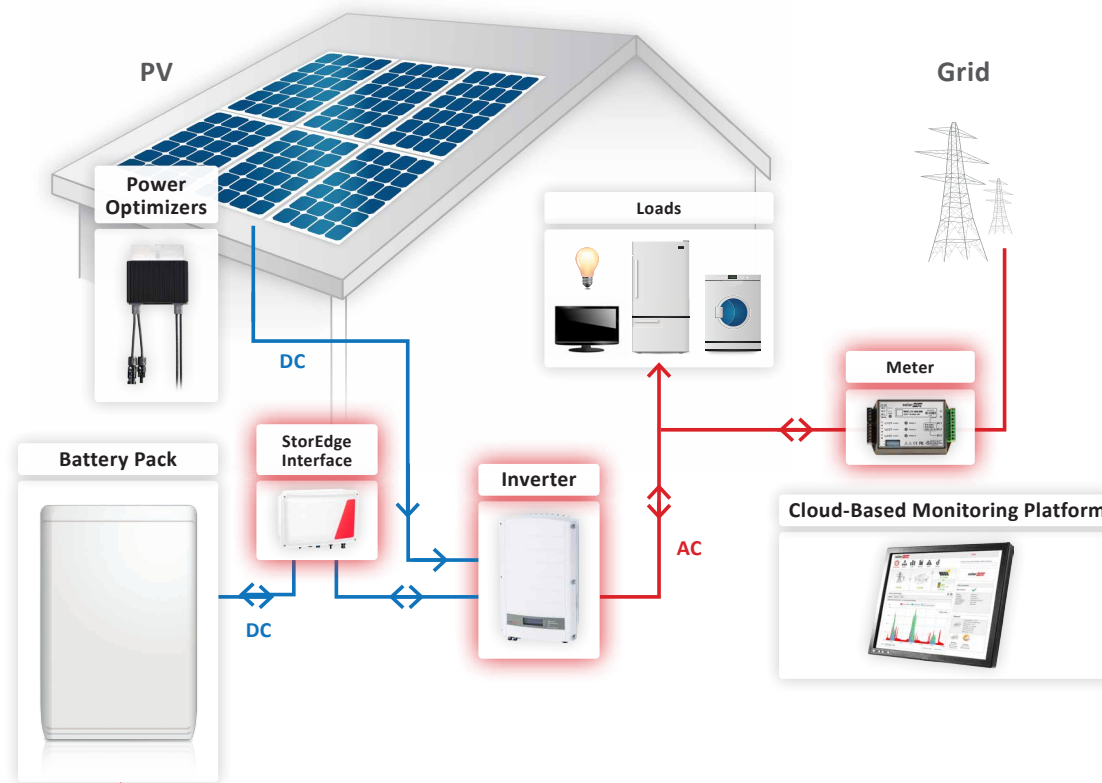 PV
Grid
Power
Optimizers
Loads
DC
Meter
StorEdge
Interface
Battery Pack
Inverter
Cloud-Based Monitoring Platform
AC
DC